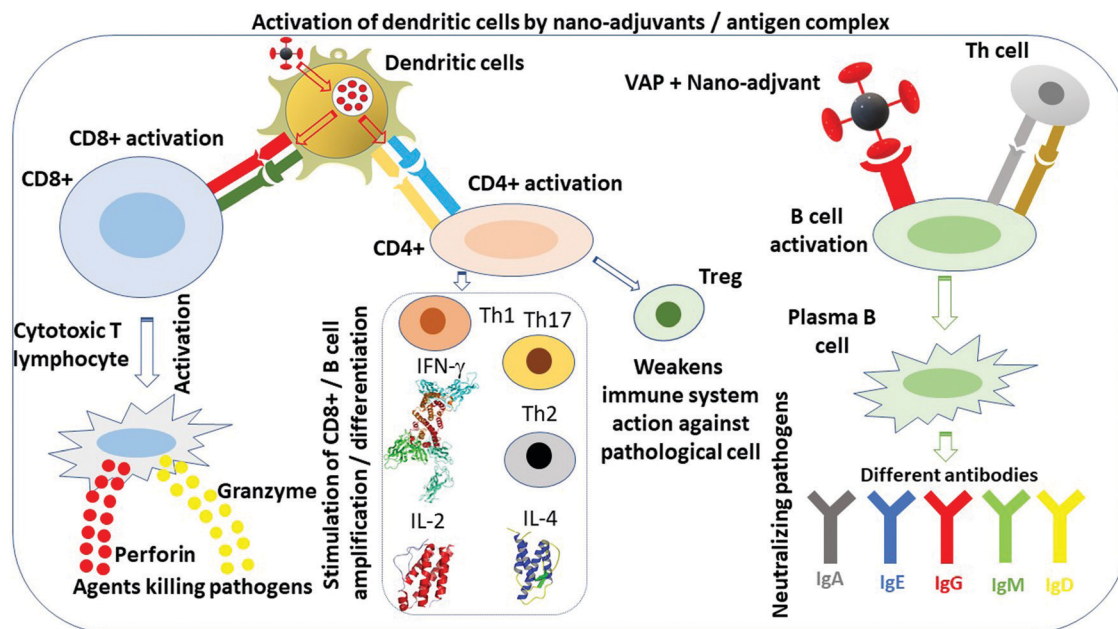 Activation of dendritic cells by nano-adjuvants / antigen complex
Dendritic cells
CD8+ activation
CD8+
CD4+ activation
CD4+
Cytotoxic T
lymphocyte
Activation
Granzyme
Perforin
Agents killing pathogens
Stimulation of CD8+ / B cell
amplification/ differentiation
Th1
Th17
IFN-γ
Th2
IL-2
IL-4
Treg
Weakens
immune system
action against
pathological cell
VAP + Nano-adjvant
Th cell
B cell
activation
Plasma B
cell
Neutralizing pathogens
Different antibodies
IgA
IgE
IgG
IgM
IgD